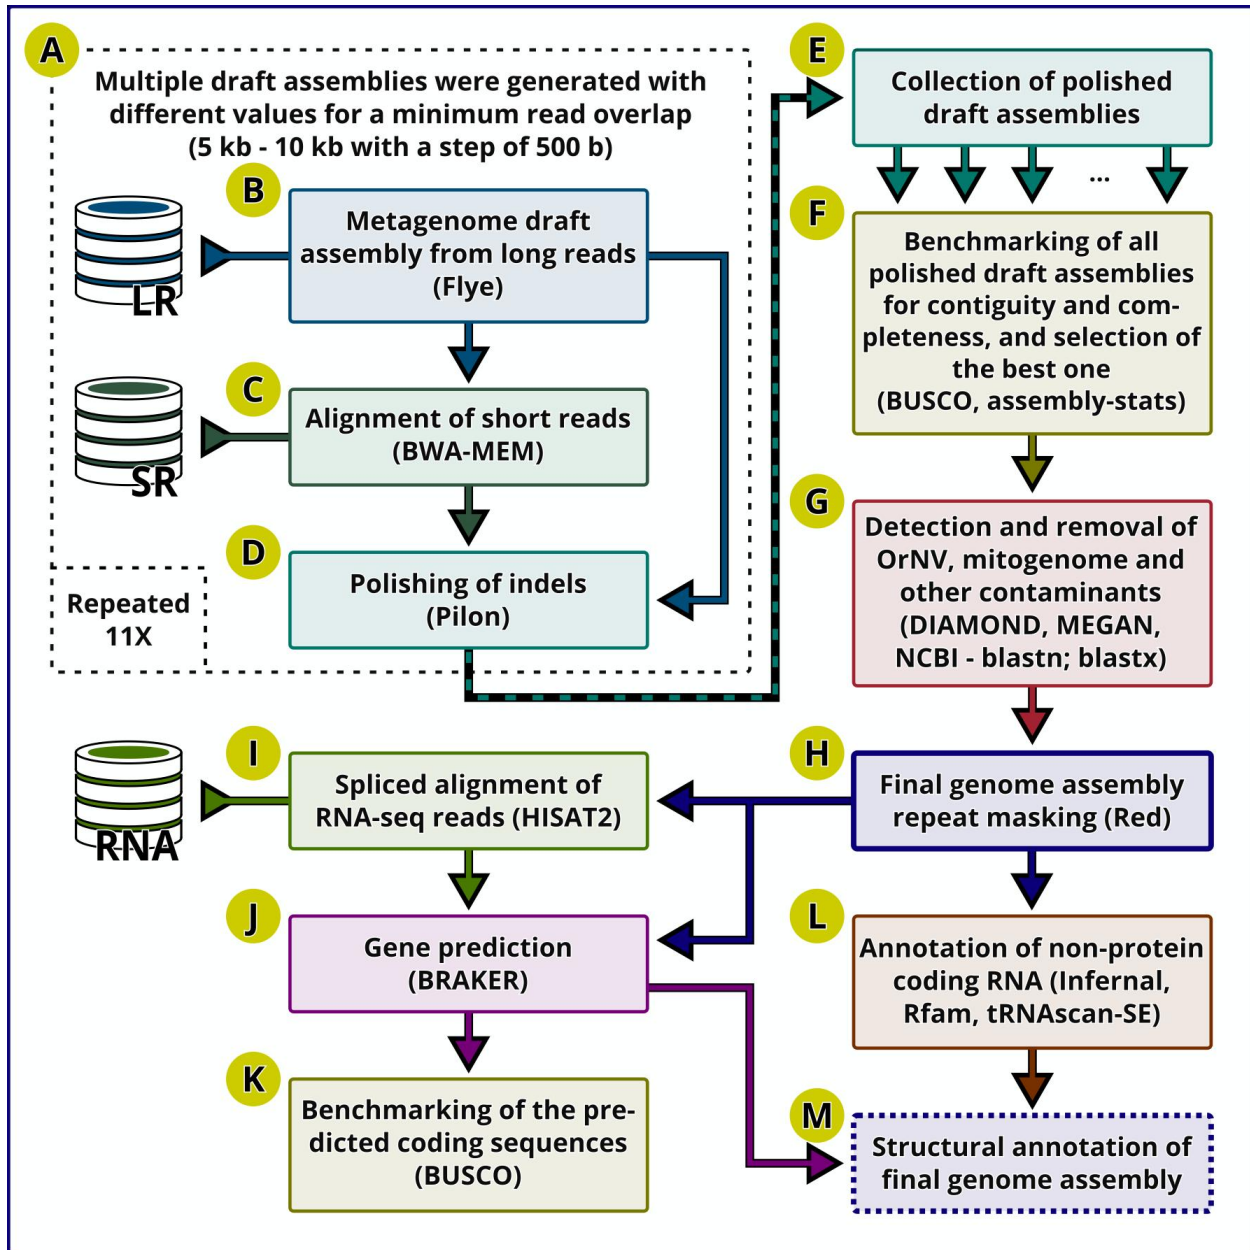 A
Multiple draft assemblies were generated with
different values for a minimum read overlap
(5 kb - 10 kb with a step of 500 b)
B
Metagenome draft
assembly from long reads
(Flye)
LR
C
Alignment of short reads
(BWA-MEM)
SR
D
Polishing of indels
(Pilon)
Repeated
11X
E
Collection of polished
draft assemblies
...
F
Benchmarking of all
polished draft assemblies
for contiguity and com-
pleteness, and selection of
the best one
(BUSCO, assembly-stats)
G
Detection and removal of
OrNV, mitogenome and
other contaminants
(DIAMOND, MEGAN,
NCBI - blastn; blastx)
H
Final genome assembly
repeat masking (Red)
I
Spliced alignment of
RNA-seq reads (HISAT2)
RNA
J
Gene prediction
(BRAKER)
K
Benchmarking of the pre-
dicted coding sequences
(BUSCO)
L
Annotation of non-protein
coding RNA (Infernal,
Rfam, tRNAscan-SE)
M
Structural annotation of
final genome assembly